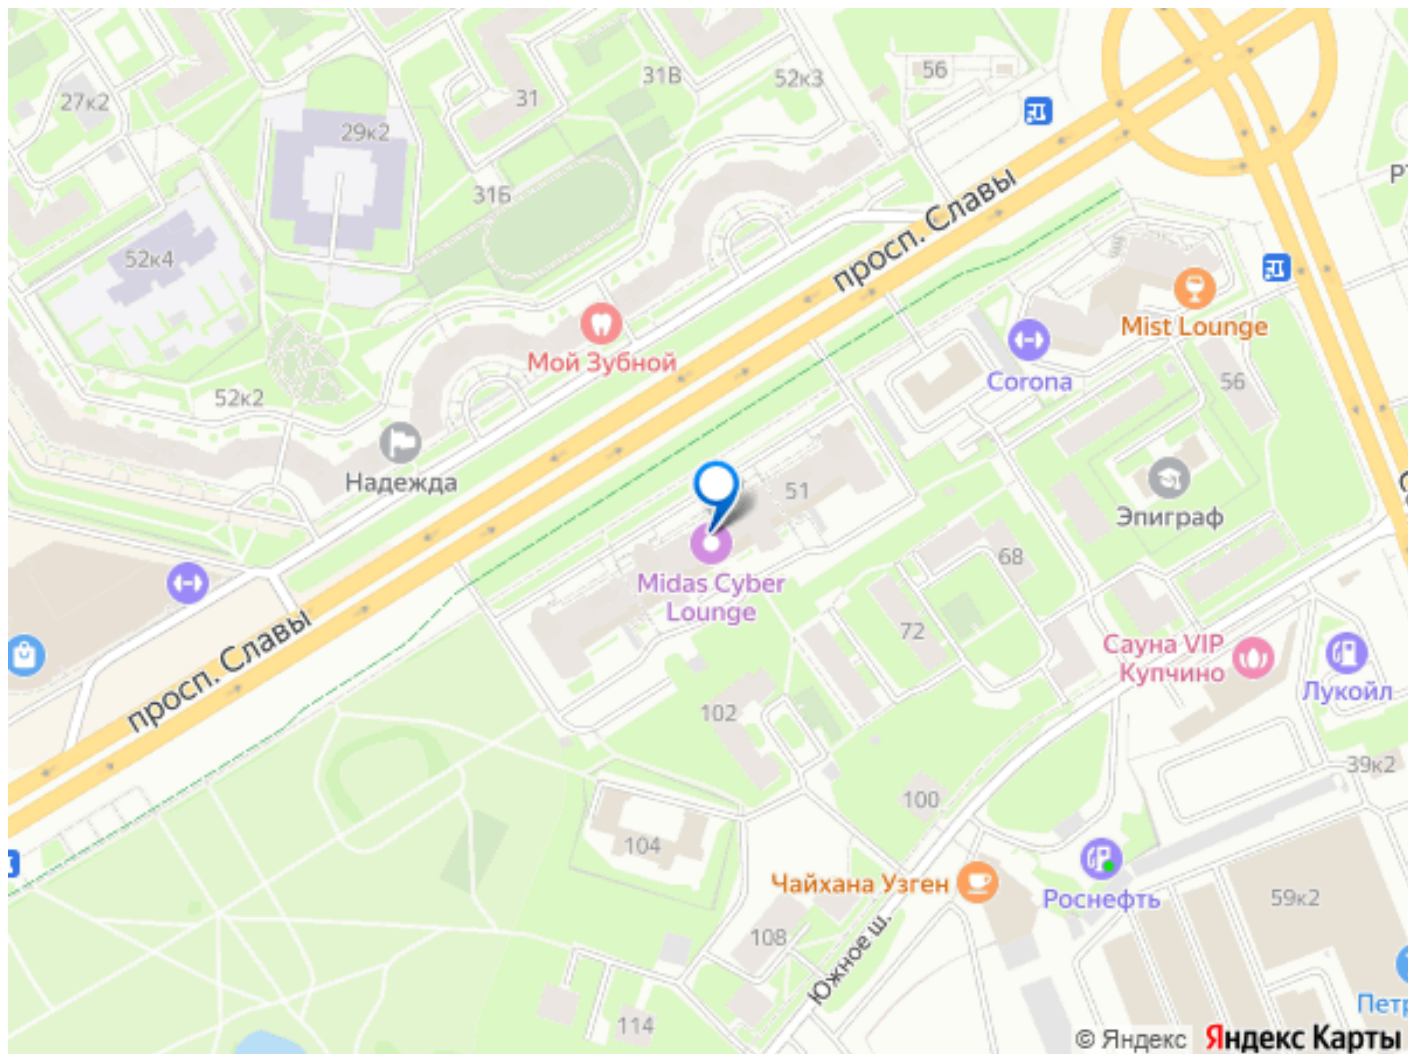 56
31В
52к3
27к2
31
29к2
31Б
просп. Славы
52к4
Mist Lounge
Мой Зубной
Corona
56
52к2
Надежда
51
Эпиграф
68
Midas Cyber
Lounge
72
просп. Славы
Сауна VIP
Купчино
Лукойл
102
39к2
100
104
Чайхана Узген
Роснефть
59к2
108
Южное ш.
114
Петр
© Яндекс
Яндекс Карты